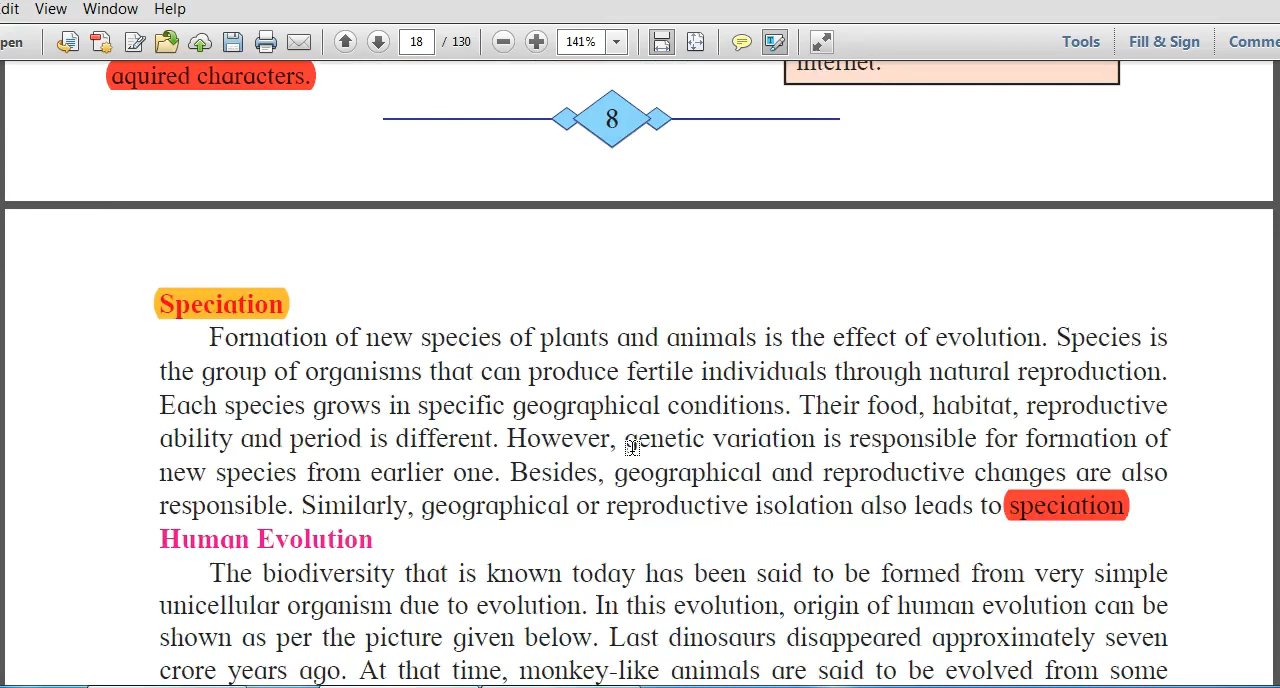 dit View Window Help
pen 18 / 130 141% Tools Fill & Sign Comme
aquired characters.
internet.
8
Speciation
Formation of new species of plants and animals is the effect of evolution. Species is
the group of organisms that can produce fertile individuals through natural reproduction.
Each species grows in specific geographical conditions. Their food, habitat, reproductive
ability and period is different. However, genetic variation is responsible for formation of
new species from earlier one. Besides, geographical and reproductive changes are also
responsible. Similarly, geographical or reproductive isolation also leads to speciation
Human Evolution
The biodiversity that is known today has been said to be formed from very simple
unicellular organism due to evolution. In this evolution, origin of human evolution can be
shown as per the picture given below. Last dinosaurs disappeared approximately seven
crore years ago. At that time, monkey-like animals are said to be evolved from some